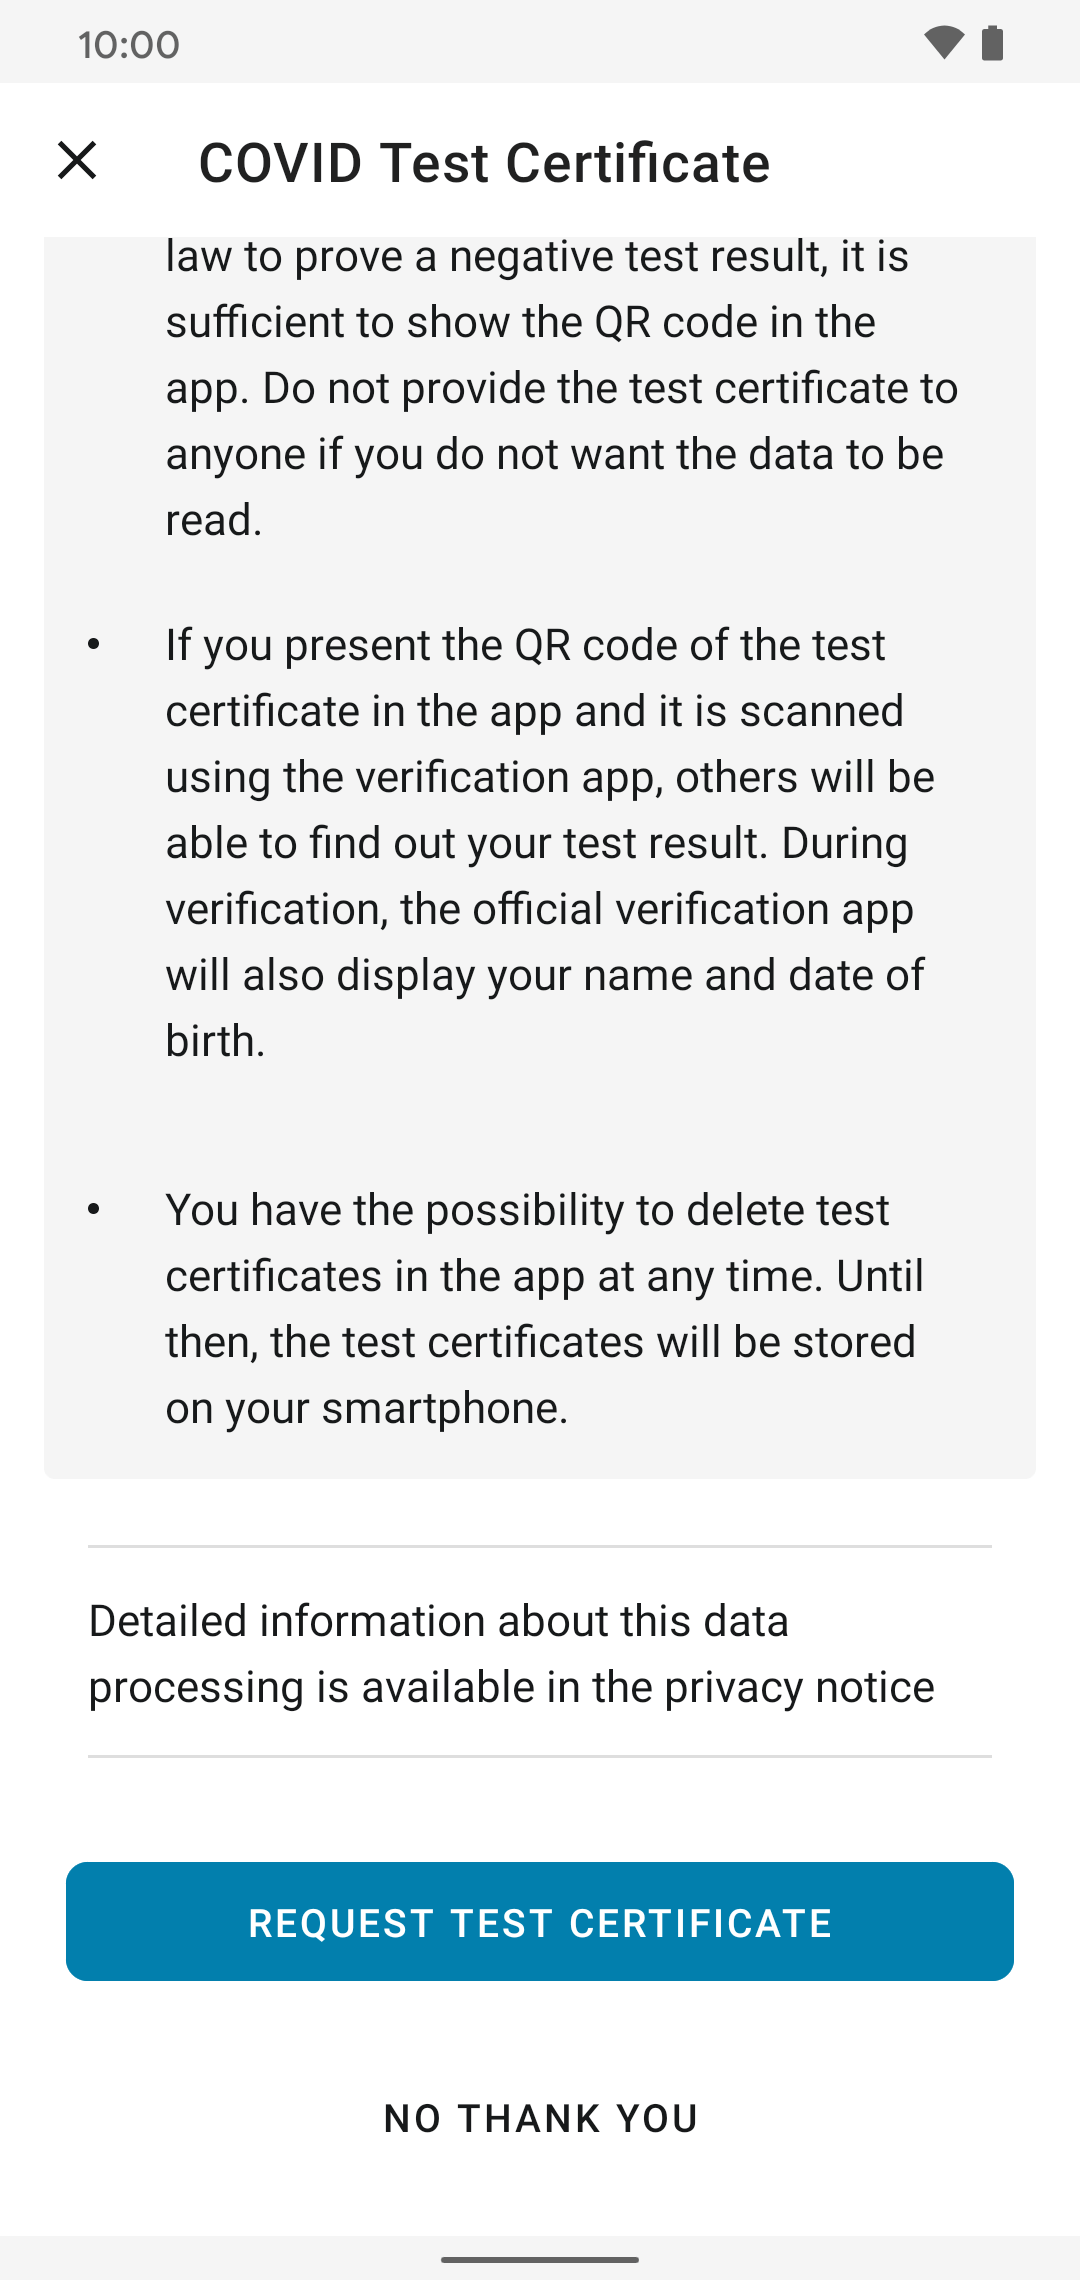 10:00
COVID Test Certificate
law to prove a negative test result, it is
sufficient to show the QR code in the
app. Do not provide the test certificate to
anyone if you do not want the data to be
read.
• If you present the QR code of the test
certificate in the app and it is scanned
using the verification app, others will be
able to find out your test result. During
verification, the official verification app
will also display your name and date of
birth.
• You have the possibility to delete test
certificates in the app at any time. Until
then, the test certificates will be stored
on your smartphone.
Detailed information about this data
processing is available in the privacy notice
REQUEST TEST CERTIFICATE
NO THANK YOU